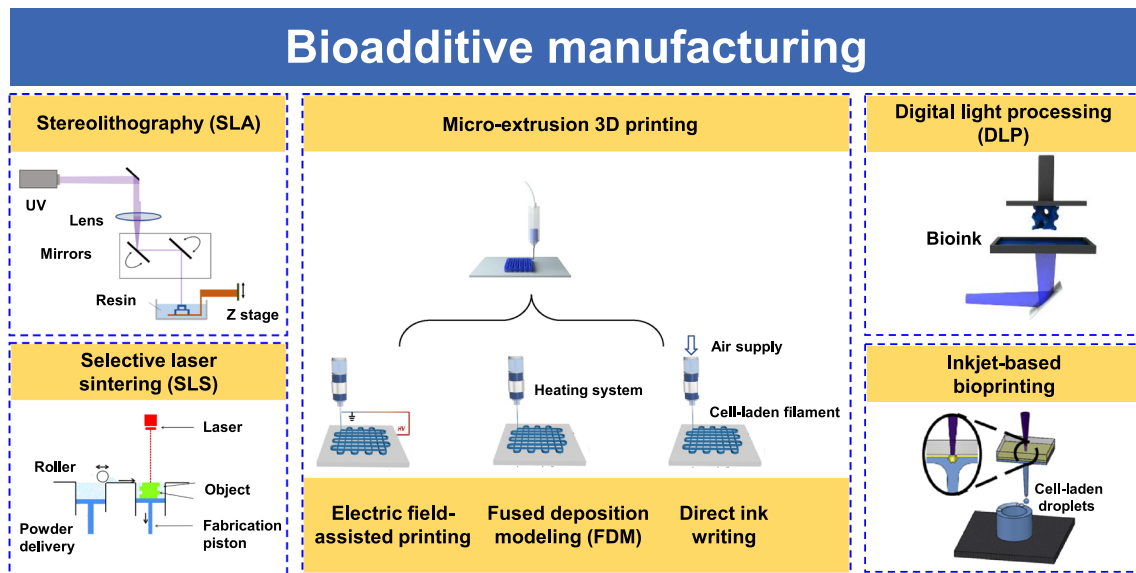 Bioadditive manufacturing
Stereolithography (SLA)
UV
Lens
Mirrors
Resin
Z stage
Selective laser
sintering (SLS)
Laser
Roller
Object
Powder
delivery
Fabrication
piston
Micro-extrusion 3D printing
HV
Heating system
Air supply
Cell-laden filament
Electric field-
assisted printing
Fused deposition
modeling (FDM)
Direct ink
writing
Digital light processing
(DLP)
Bioink
Inkjet-based
bioprinting
Cell-laden
droplets